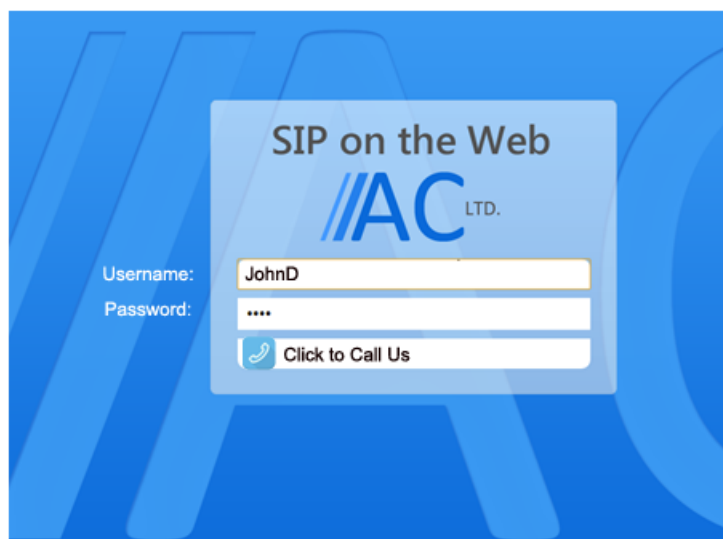 SIP on the Web
AC LTD.
Username: JohnD
Password: ••••
Click to Call Us